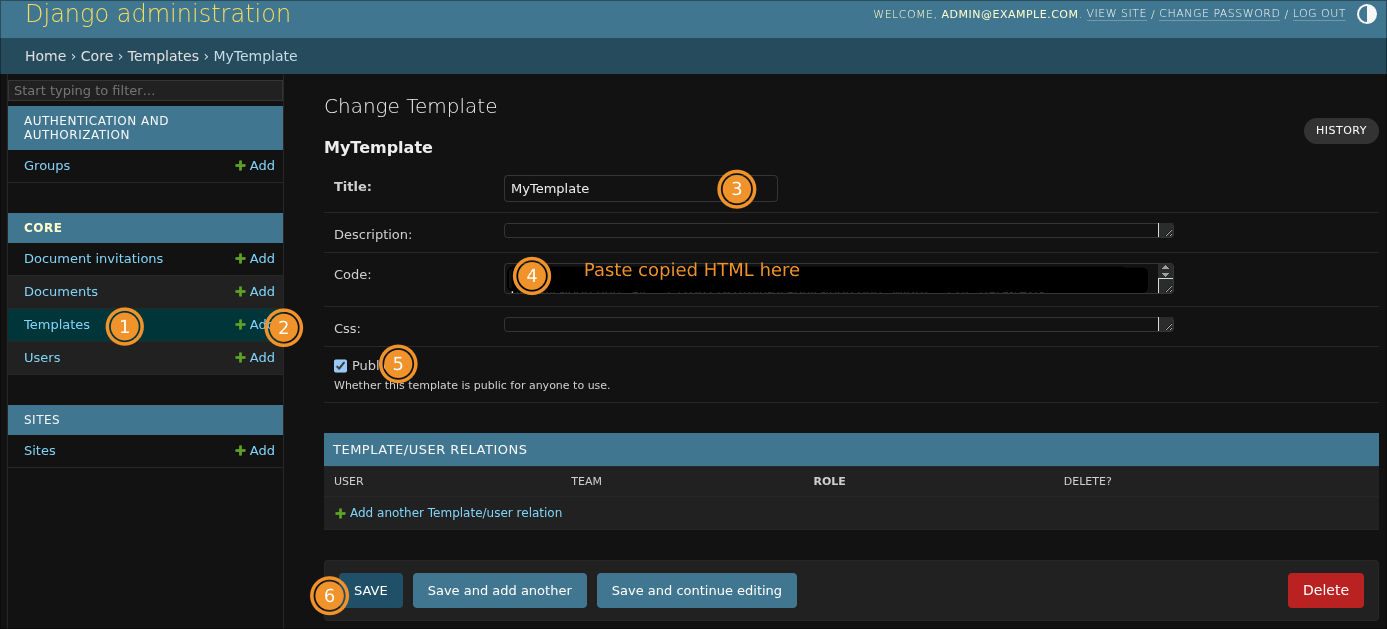 Django administration
WELCOME, ADMIN@EXAMPLE.COM. VIEW SITE / CHANGE PASSWORD / LOG OUT
Home › Core › Templates › MyTemplate
Start typing to filter...
AUTHENTICATION AND
AUTHORIZATION
Groups + Add
CORE
Document invitations + Add
Documents + Add
Templates 1 + Add 2
Users + Add
SITES
Sites + Add
Change Template
HISTORY
MyTemplate
Title: MyTemplate 3
Description:
Code: 4 Paste copied HTML here
Css:
5
Whether this template is public for anyone to use.
TEMPLATE/USER RELATIONS
USER TEAM ROLE DELETE?
+ Add another Template/user relation
6 SAVE Save and add another Save and continue editing Delete